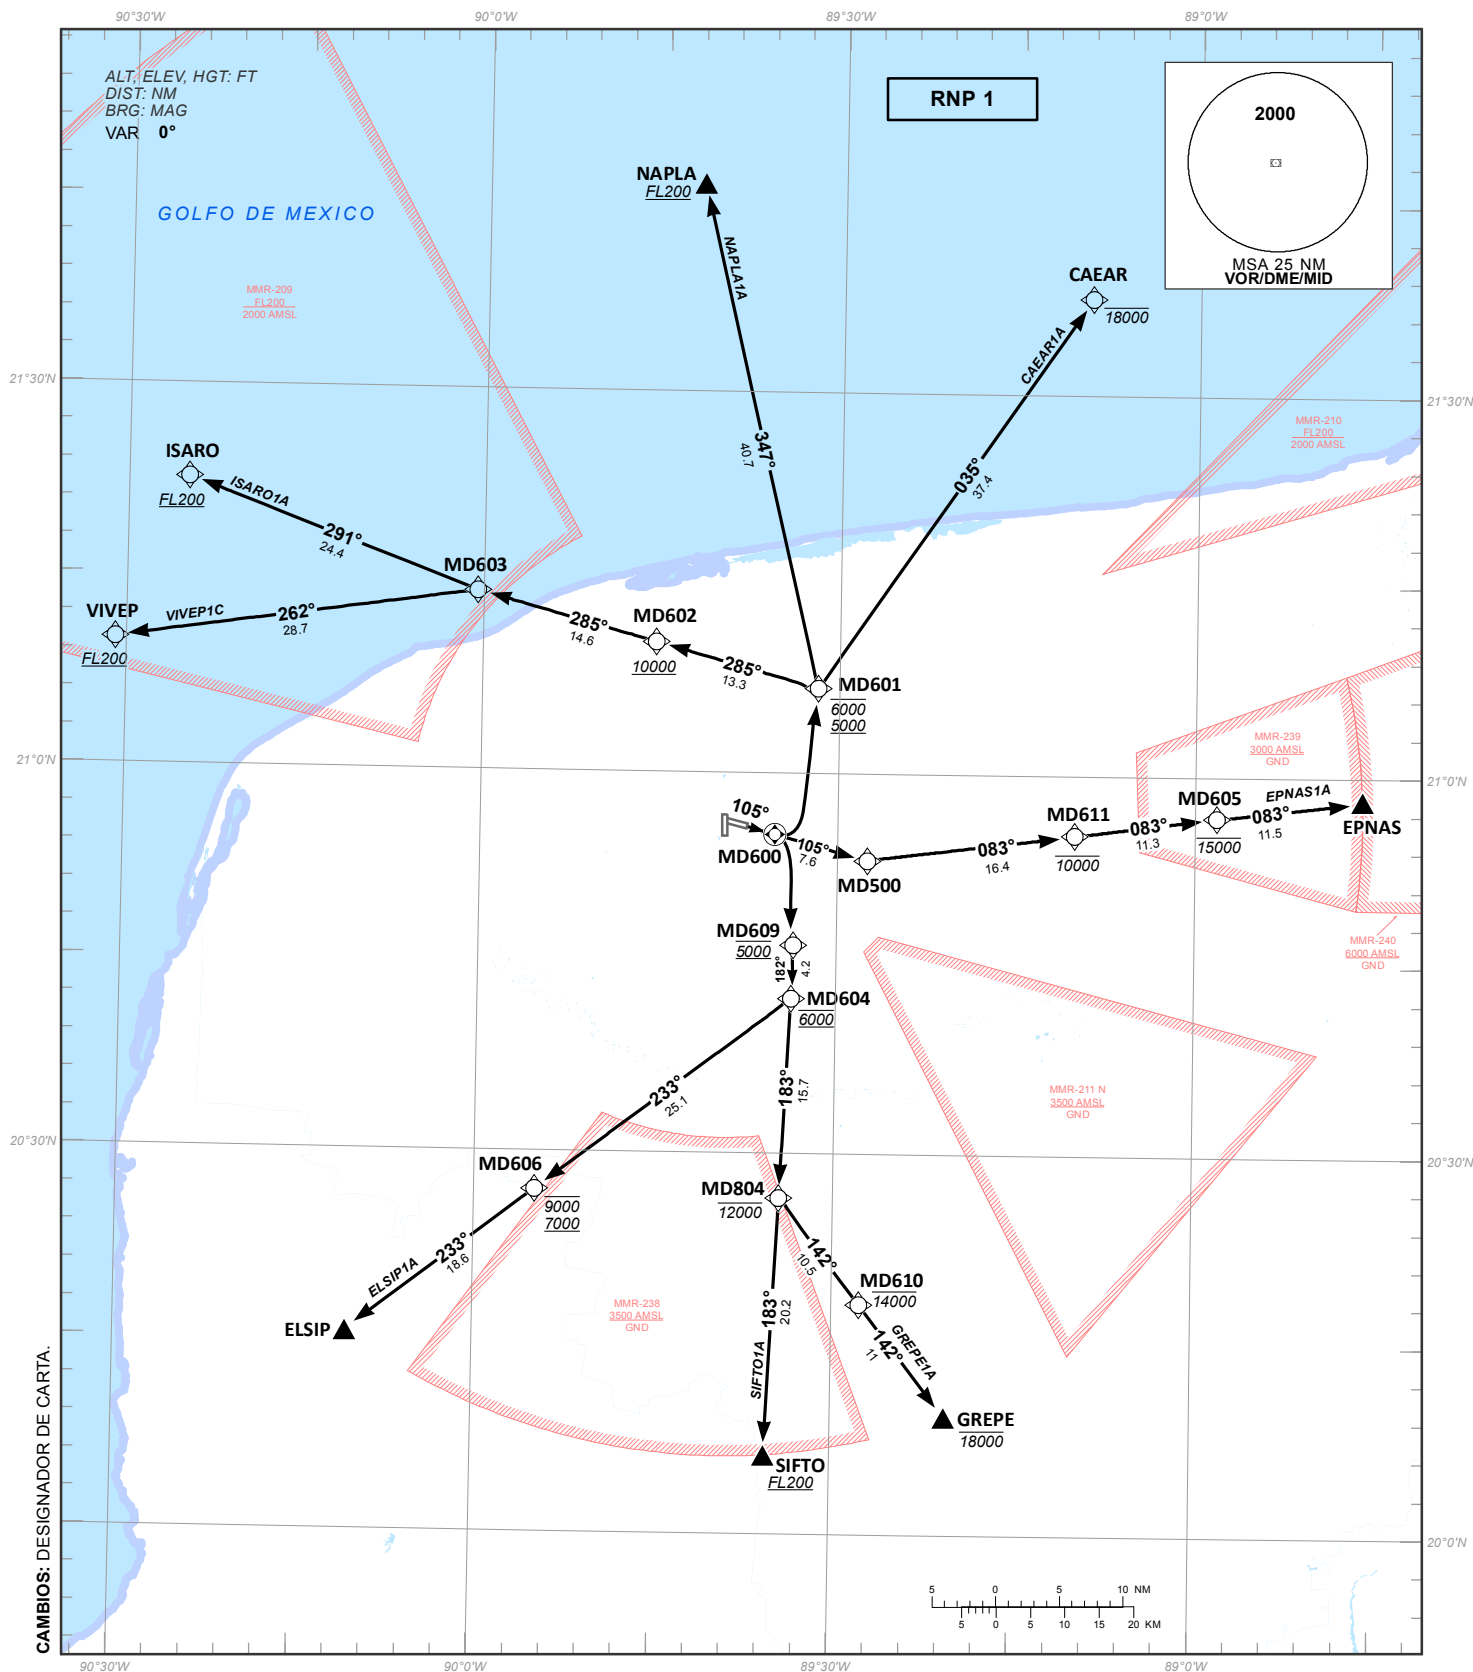 90°30'W
90°0'W
89°30'W
89°0'W
ALT, ELEV, HGT: FT
DIST: NM
BRG: MAG
VAR 0°
RNP 1
2000
MSA 25 NM
VOR/DME/MID
NAPLA
FL200
GOLFO DE MEXICO
NAPLA1A
CAEAR
18000
MMR-209
FL200
2000 AMSL
CAEAR1A
21°30'N
21°30'N
MMR-210
FL200
2000 AMSL
347°
40.7
035°
37.4
ISARO
FL200
ISARO1A
291°
24.4
MD603
VIVEP
FL200
VIVEP1C
262°
28.7
285°
14.6
MD602
10000
285°
13.3
MD601
6000
5000
21°0'N
21°0'N
MMR-239
3000 AMSL
GND
105°
MD600
105°
7.6
MD500
083°
16.4
MD611
10000
083°
11.3
MD605
15000
EPNAS1A
083°
11.5
EPNAS
MD609
5000
182°
4.2
MD604
6000
MMR-240
6000 AMSL
GND
233°
25.1
183°
15.7
MMR-211 N
3500 AMSL
GND
20°30'N
20°30'N
MD606
9000
7000
MD804
12000
233°
18.6
ELSIP1A
ELSIP
142°
10.5
MD610
14000
MMR-238
3500 AMSL
GND
183°
20.2
SIFTO1A
142°
11
GREPE1A
GREPE
18000
SIFTO
FL200
CAMBIOS: DESIGNADOR DE CARTA.
20°0'N
5 0 5 10 NM
5 0 5 10 15 20 KM
90°30'W
90°0'W
89°30'W
89°0'W